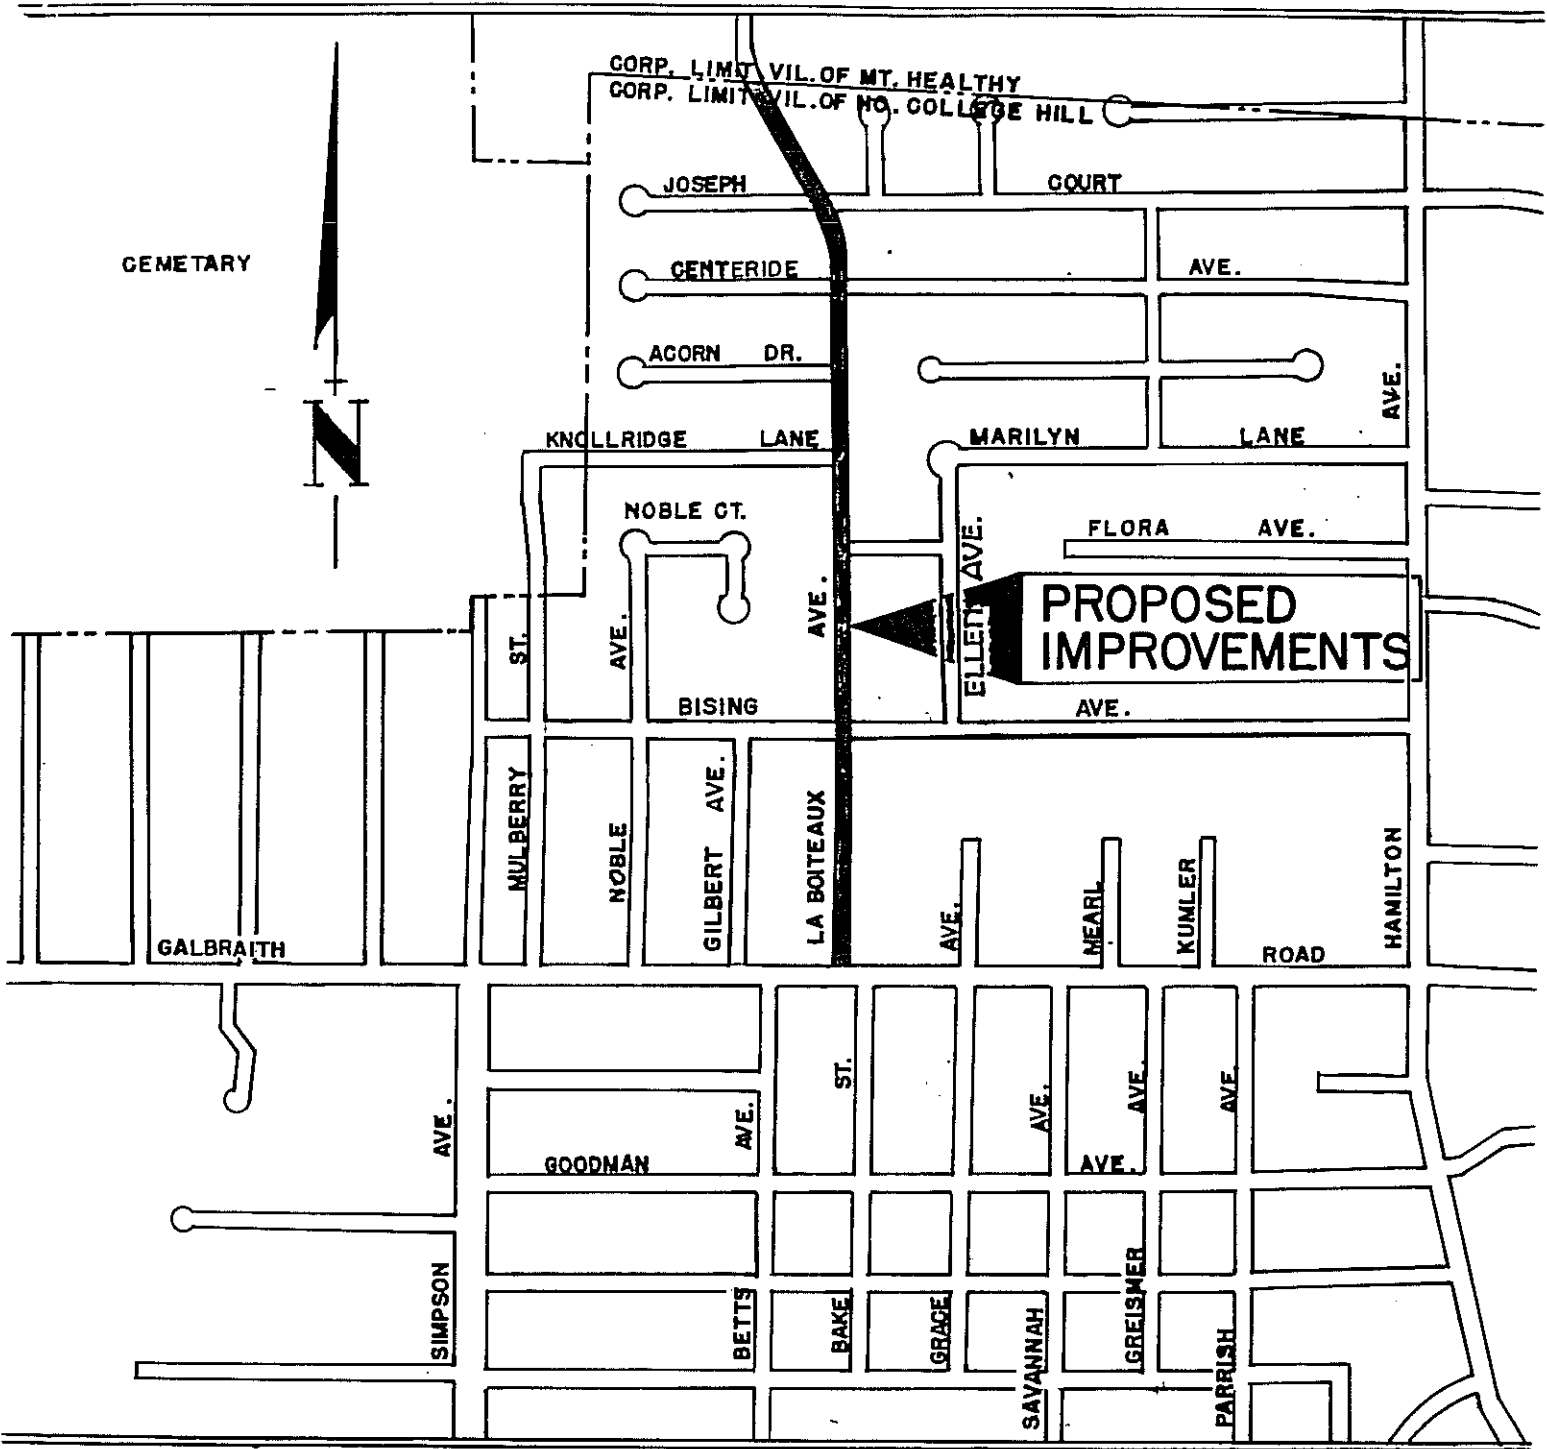 CORP. LIMIT VIL. OF MT. HEALTHY
CORP. LIMIT VIL. OF NO. COLLEGE HILL
JOSEPH COURT
CEMETARY
CENTERIDE AVE.
ACORN DR.
N
KNOLLRIDGE LANE
MARILYN LANE
AVE.
NOBLE CT.
FLORA AVE.
ELLEN AVE.
PROPOSED
IMPROVEMENTS
ST.
AVE.
AVE.
BISING AVE.
MULBERRY
NOBLE
GILBERT AVE.
LA BOITEAUX
AVE.
MEARL
KUMLER
HAMILTON
GALBRAITH ROAD
ST.
AVE.
AVE.
AVE.
AVE.
AVE.
GOODMAN AVE.
SIMPSON
BETTS
BAKE
GRACE
SAVANNAH
GREISMER
PARRISH